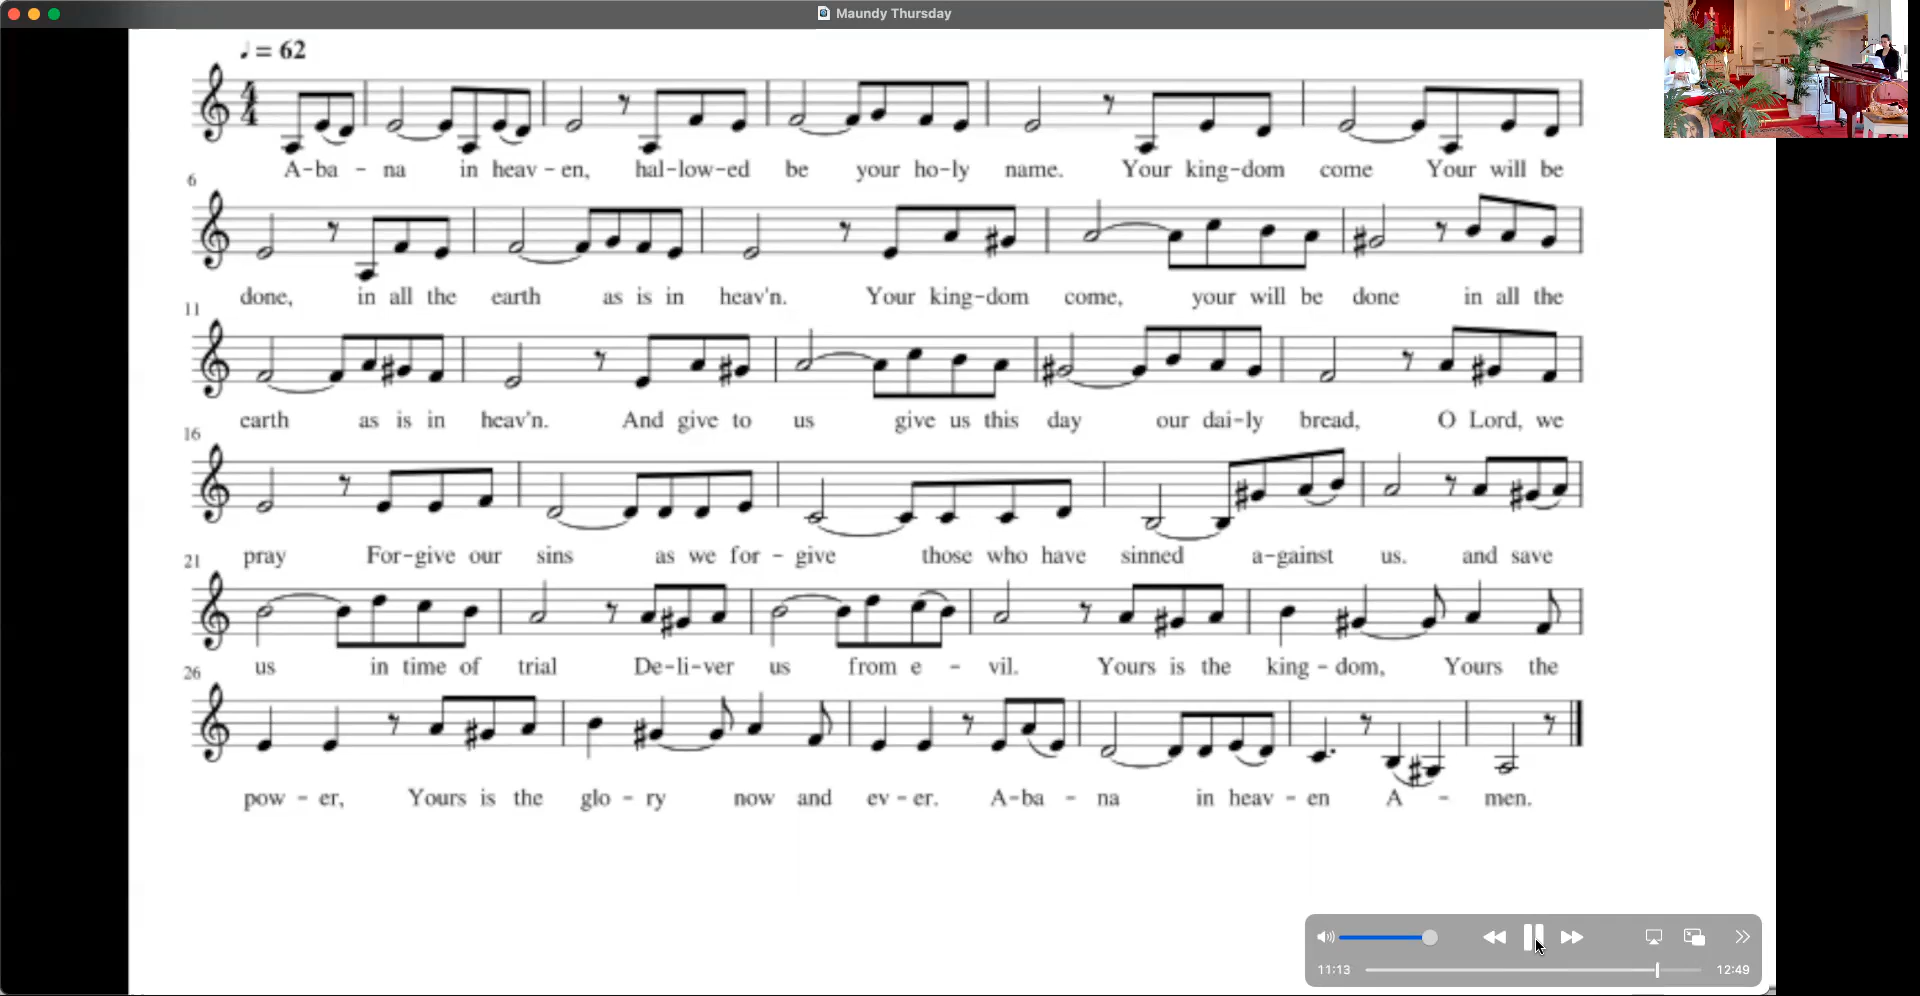 Maundy Thursday
♩ = 62
A-ba - na in heav - en, hal-low-ed be your ho-ly name. Your king-dom come Your will be
6
done, in all the earth as is in heav'n. Your king-dom come, your will be done in all the
11
earth as is in heav'n. And give to us give us this day our dai-ly bread, O Lord, we
16
pray For-give our sins as we for - give those who have sinned a-gainst us. and save
21
us in time of trial De-li-ver us from e - vil. Yours is the king - dom, Yours the
26
pow - er, Yours is the glo - ry now and ev - er. A-ba - na in heav - en A - men.
11:13 12:49